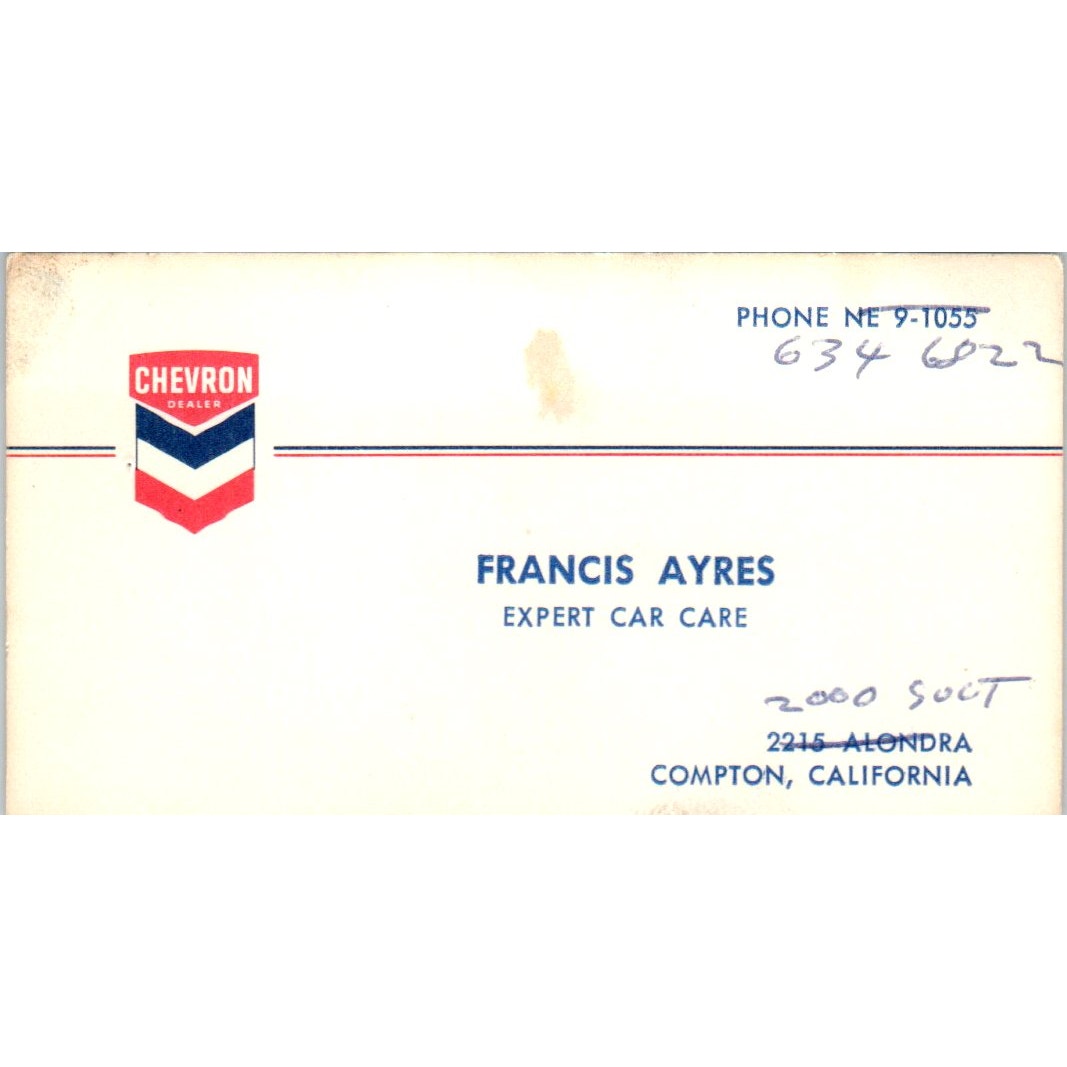 PHONE NE 9-1055
634 6822
CHEVRON
DEALER
FRANCIS AYRES
EXPERT CAR CARE
2000
2215 ALONDRA
COMPTON, CALIFORNIA